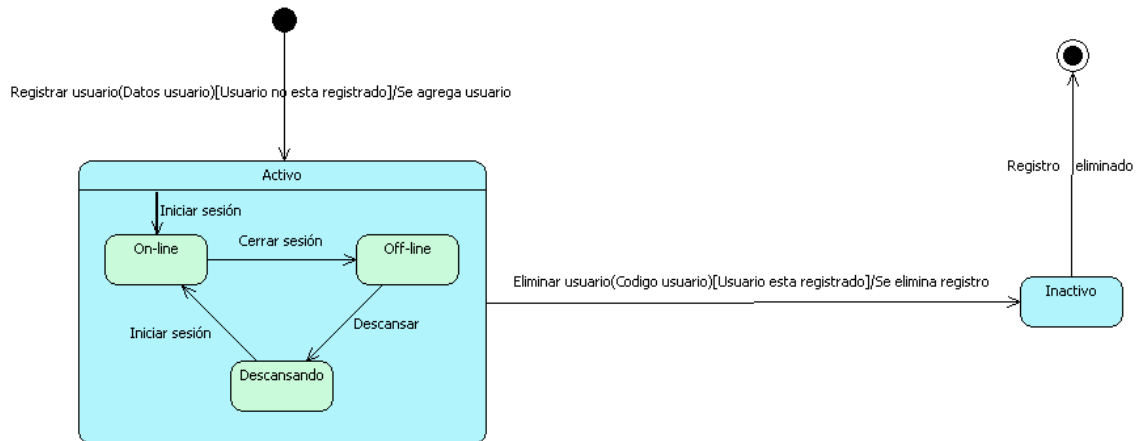 Registrar usuario(Datos usuario)[Usuario no esta registrado]/Se agrega usuario
Registro eliminado
Activo
Iniciar sesión
On-line
Cerrar sesión
Off-line
Eliminar usuario(Codigo usuario)[Usuario esta registrado]/Se elimina registro
Inactivo
Iniciar sesión
Descansar
Descansando